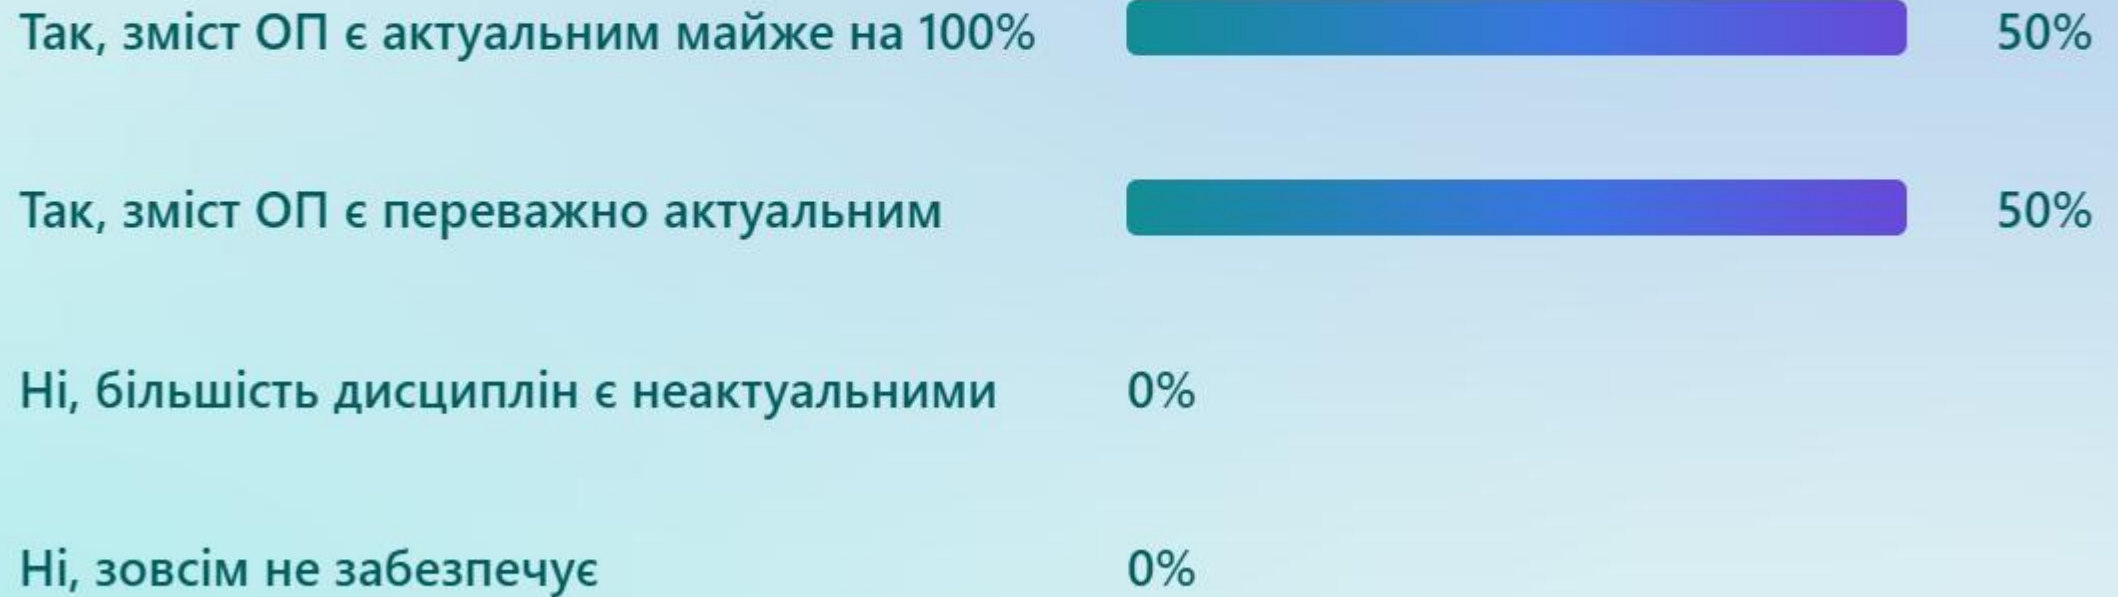 Так, зміст ОП є актуальним майже на 100% 50%
Так, зміст ОП є переважно актуальним 50%
Ні, більшість дисциплін є неактуальними 0%
Ні, зовсім не забезпечує 0%